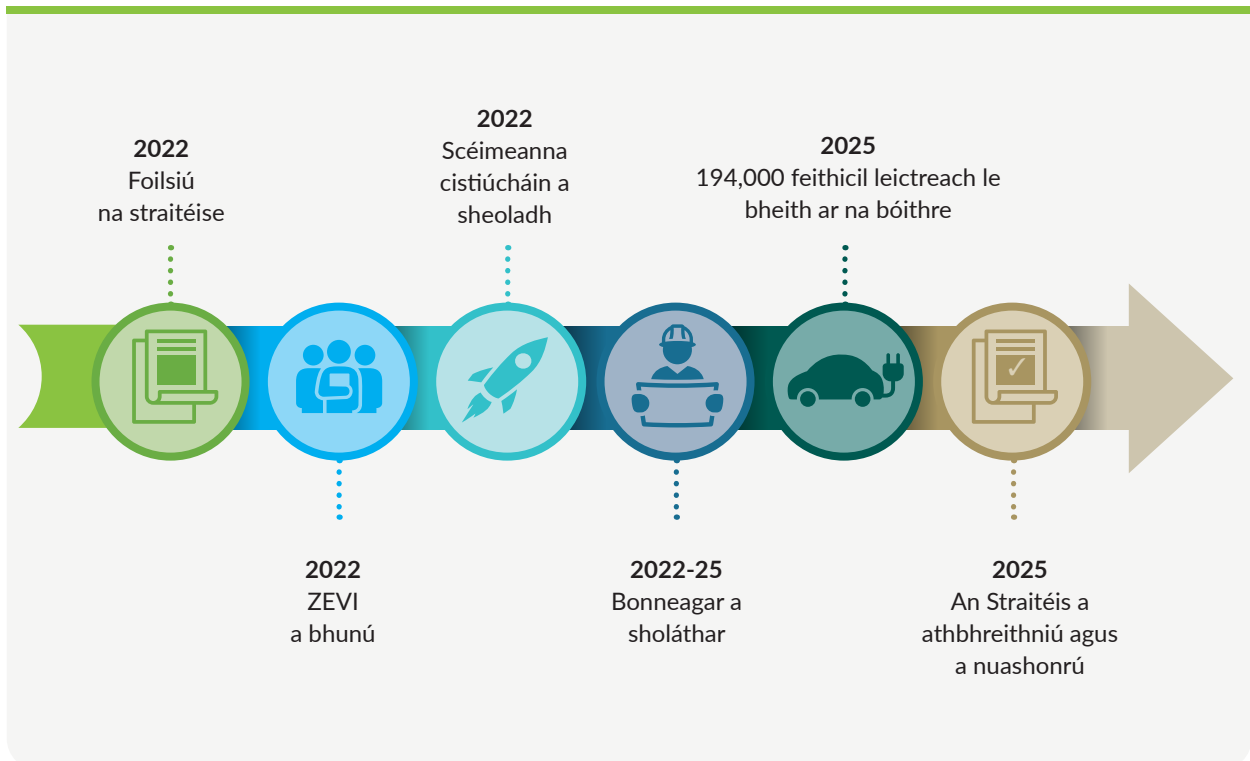 2022
Foilsiú
na straitéise
2022
ZEVI
a bhunú
2022
Scéimeanna
cistiúcháin a
sheoladh
2022-25
Bonneagar a
sholáthar
2025
194,000 feithicil leictreach le
bheith ar na bóithre
2025
An Straitéis a
athbhreithniú agus
a nuashonrú